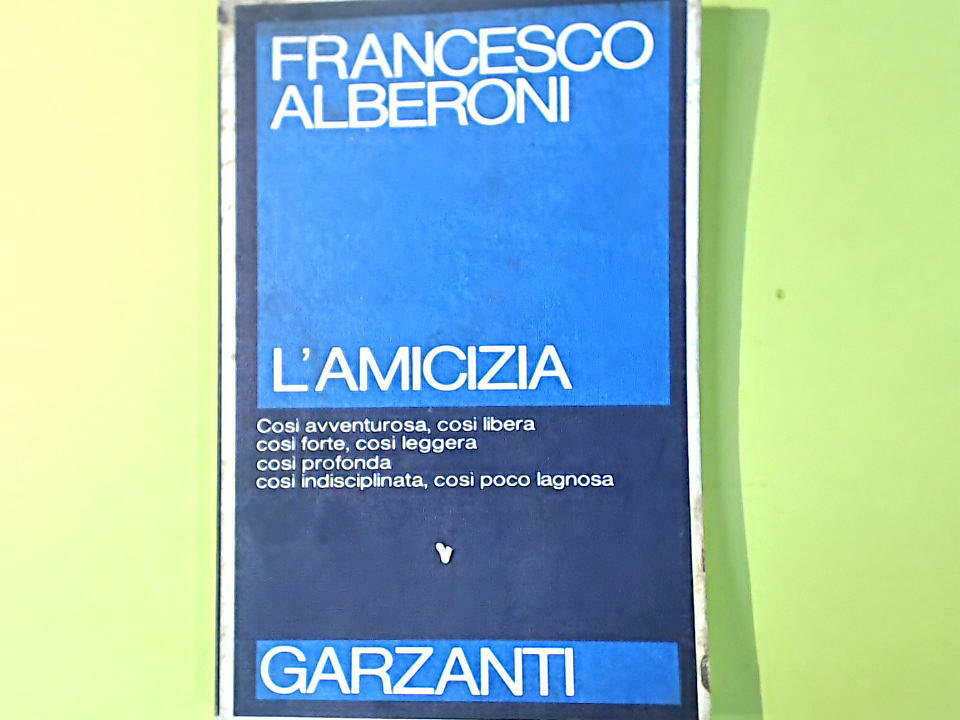 FRANCESCO
ALBERONI
L'AMICIZIA
Così avventurosa, così libera
così forte, così leggera
così profonda
così indisciplinata, così poco lagnosa
GARZANTI